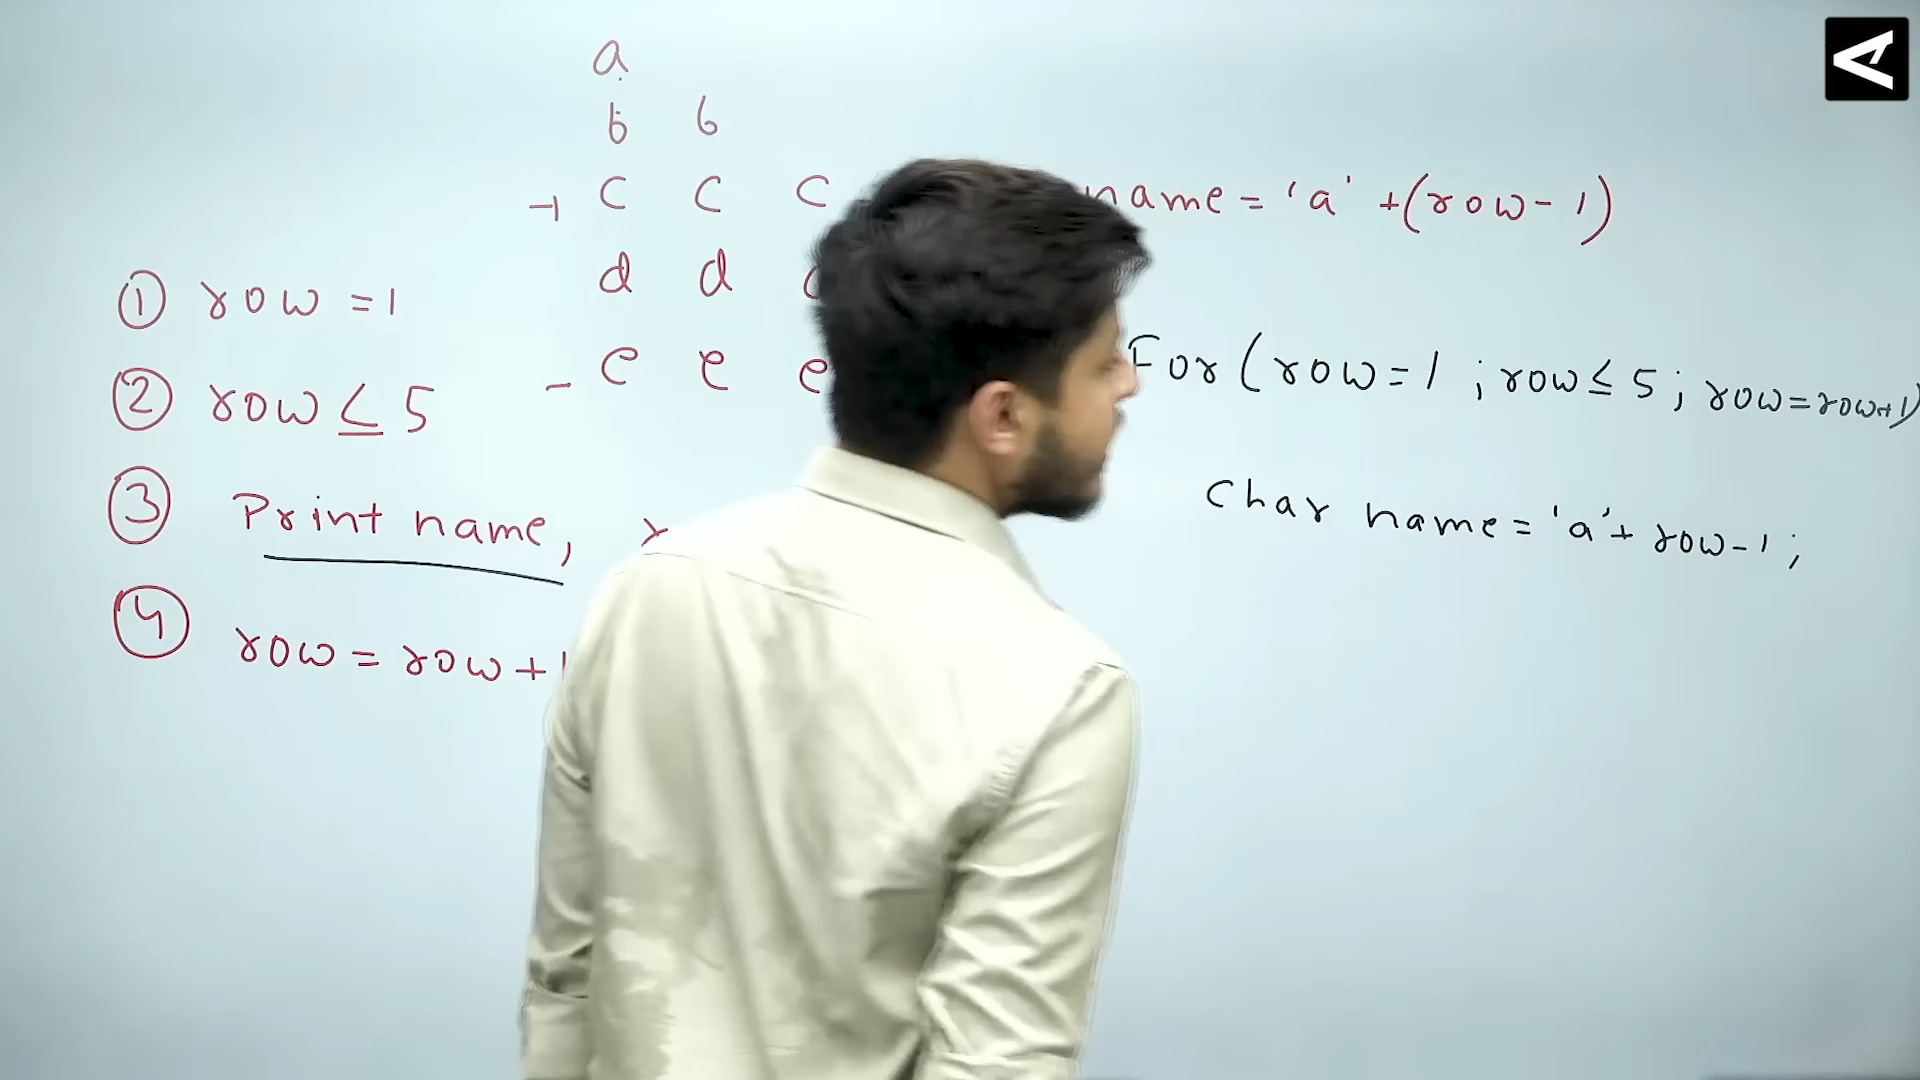 a
b b
c c c
d d
e e e
name = 'a' + (row - 1)
① row = 1
② row ≤ 5
③ Print name,
④ row = row + 1
For (row = 1 ; row ≤ 5 ; row = row+1)
Char name = 'a' + row - 1 ;